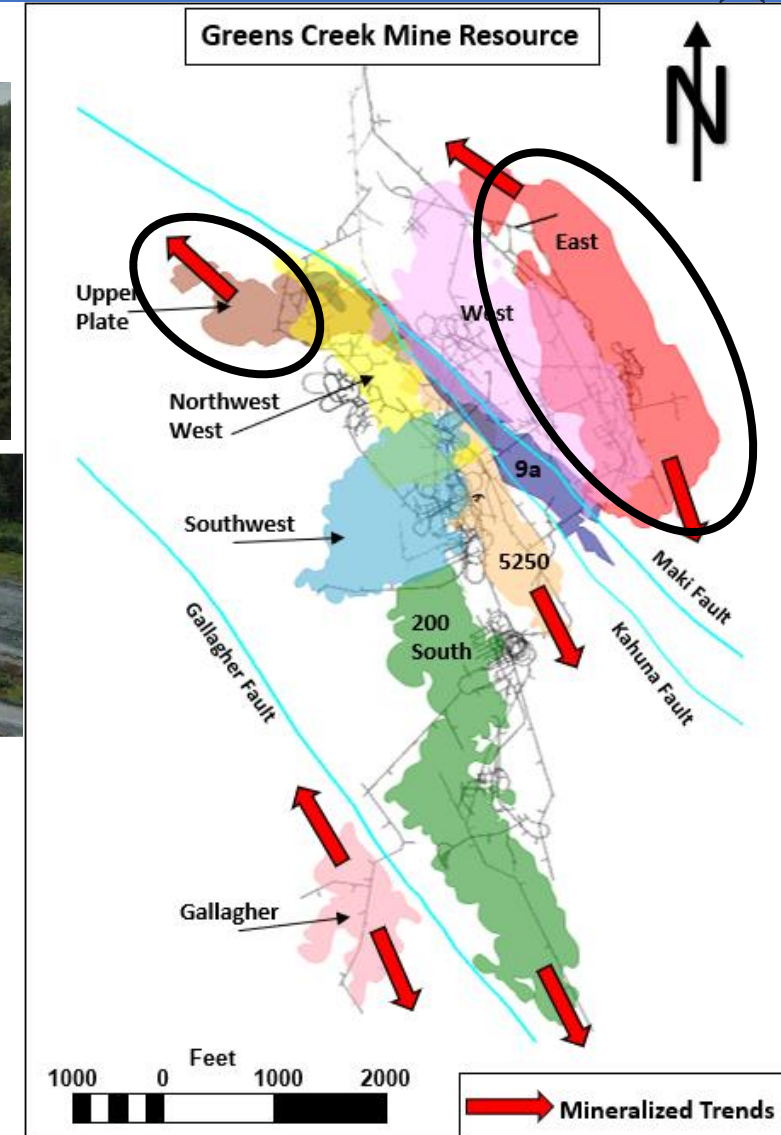 Greens Creek Mine Resource
N
East
Upper
Plate
West
Northwest
West
9a
Southwest
5250
Maki Fault
200
South
Gallagher Fault
Kahuna Fault
Gallagher
Feet
1000 0 1000 2000
Mineralized Trends